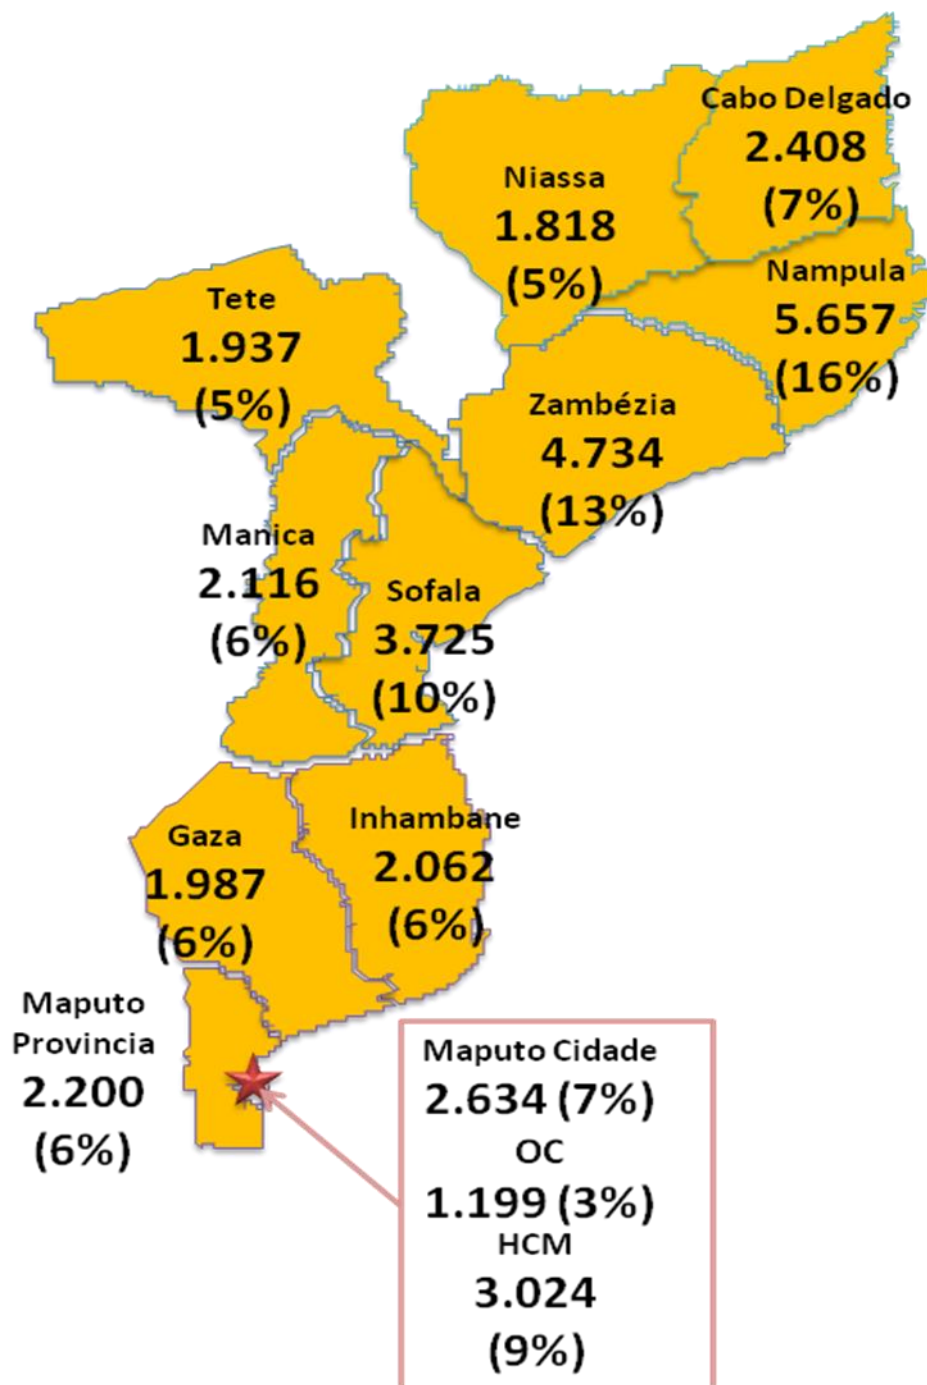 Cabo Delgado
2.408
(7%)
Niassa
1.818
(5%)
Nampula
5.657
(16%)
Tete
1.937
(5%)
Zambézia
4.734
(13%)
Manica
2.116
(6%)
Sofala
3.725
(10%)
Inhambane
2.062
(6%)
Gaza
1.987
(6%)
Maputo
Provincia
2.200
(6%)
Maputo Cidade
2.634 (7%)
OC
1.199 (3%)
HCM
3.024
(9%)